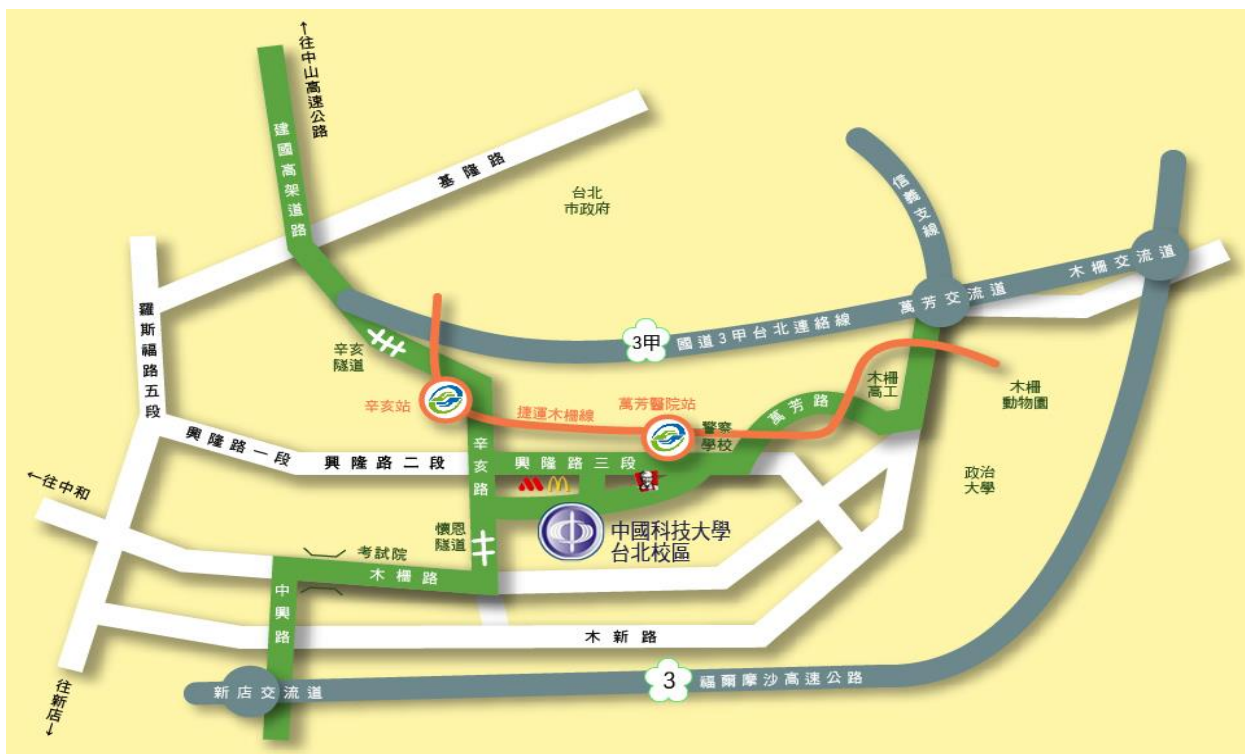 ↑往中山高速公路
建國高架道路
基隆路
台北
市政府
信義支線
木柵交流道
萬芳交流道
國道3甲台北連絡線
3甲
羅斯福路五段
辛亥
隧道
辛亥站
捷運木柵線
萬芳醫院站
警察
學校
萬芳路
木柵
高工
木柵
動物園
政治
大學
興隆路一段
興隆路二段
辛亥路
興隆路三段
←往中和
懷恩
隧道
KFC
中國科技大學
台北校區
考試院
木柵路
中興路
木新路
往新店↓
新店交流道
3
福爾摩沙高速公路